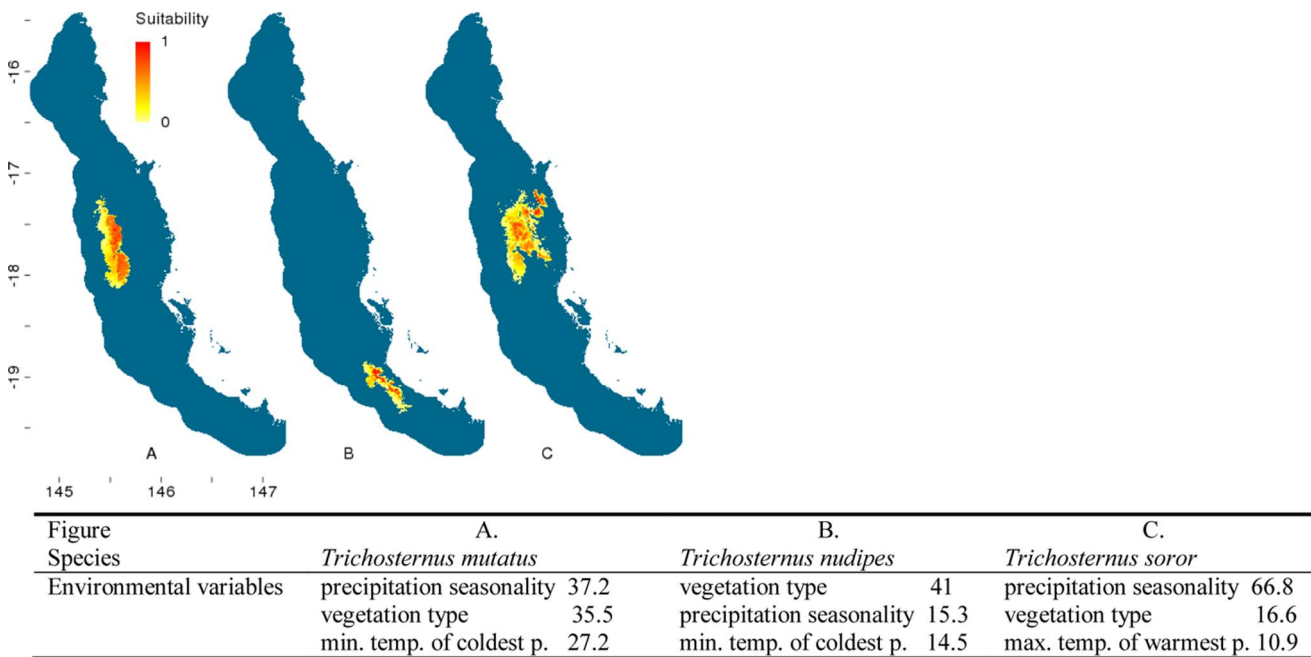 Suitability
1
0
-16
-17
-18
-19
A
B
C
145
146
147
Figure A. B. C.
Species Trichosternus mutatus Trichosternus nudipes Trichosternus soror
Environmental variables precipitation seasonality 37.2 vegetation type 41 precipitation seasonality 66.8
vegetation type 35.5 precipitation seasonality 15.3 vegetation type 16.6
min. temp. of coldest p. 27.2 min. temp. of coldest p. 14.5 max. temp. of warmest p. 10.9